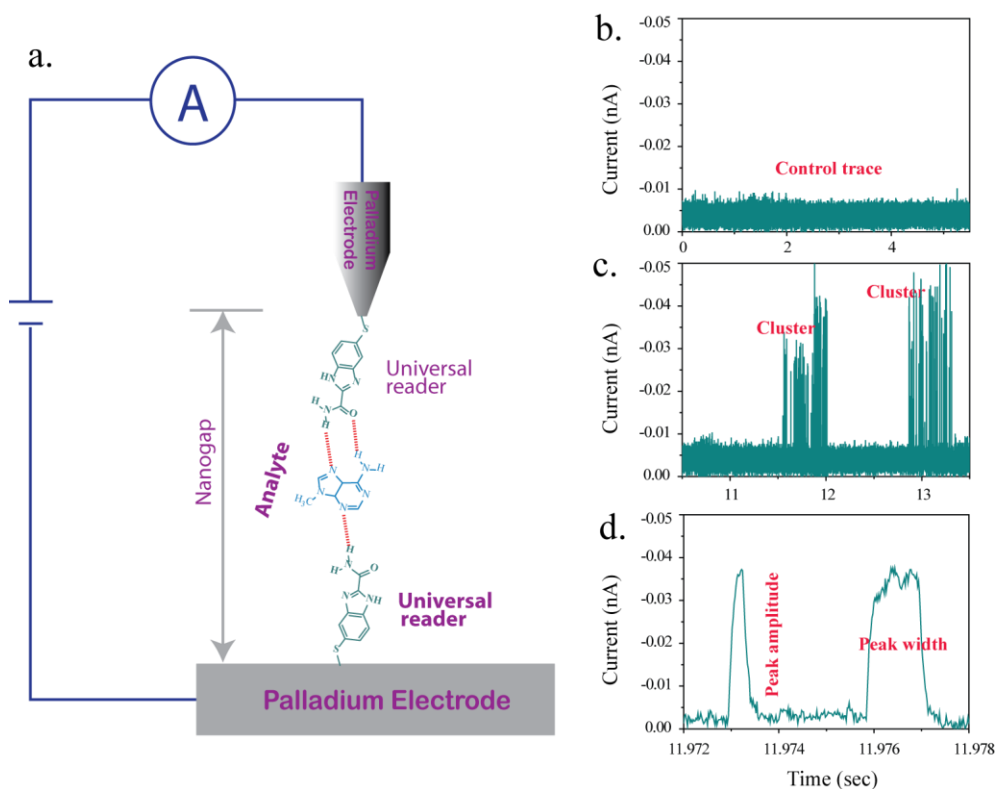 a.
A
Palladium
Electrode
S
HN
N
H
N
O
H
Universal
reader
Nanogap
Analyte
H
N
H
N
N
H₃C
N
N
H
H
N
O
N
NH
S
Universal
reader
Palladium Electrode
b.
Current (nA)
-0.05
-0.04
-0.03
-0.02
-0.01
0.00
Control trace
0
2
4
c.
Current (nA)
-0.05
-0.04
-0.03
-0.02
-0.01
0.00
Cluster
Cluster
11
12
13
d.
Current (nA)
-0.05
-0.04
-0.03
-0.02
-0.01
0.00
Peak amplitude
Peak width
11.972
11.974
11.976
11.978
Time (sec)